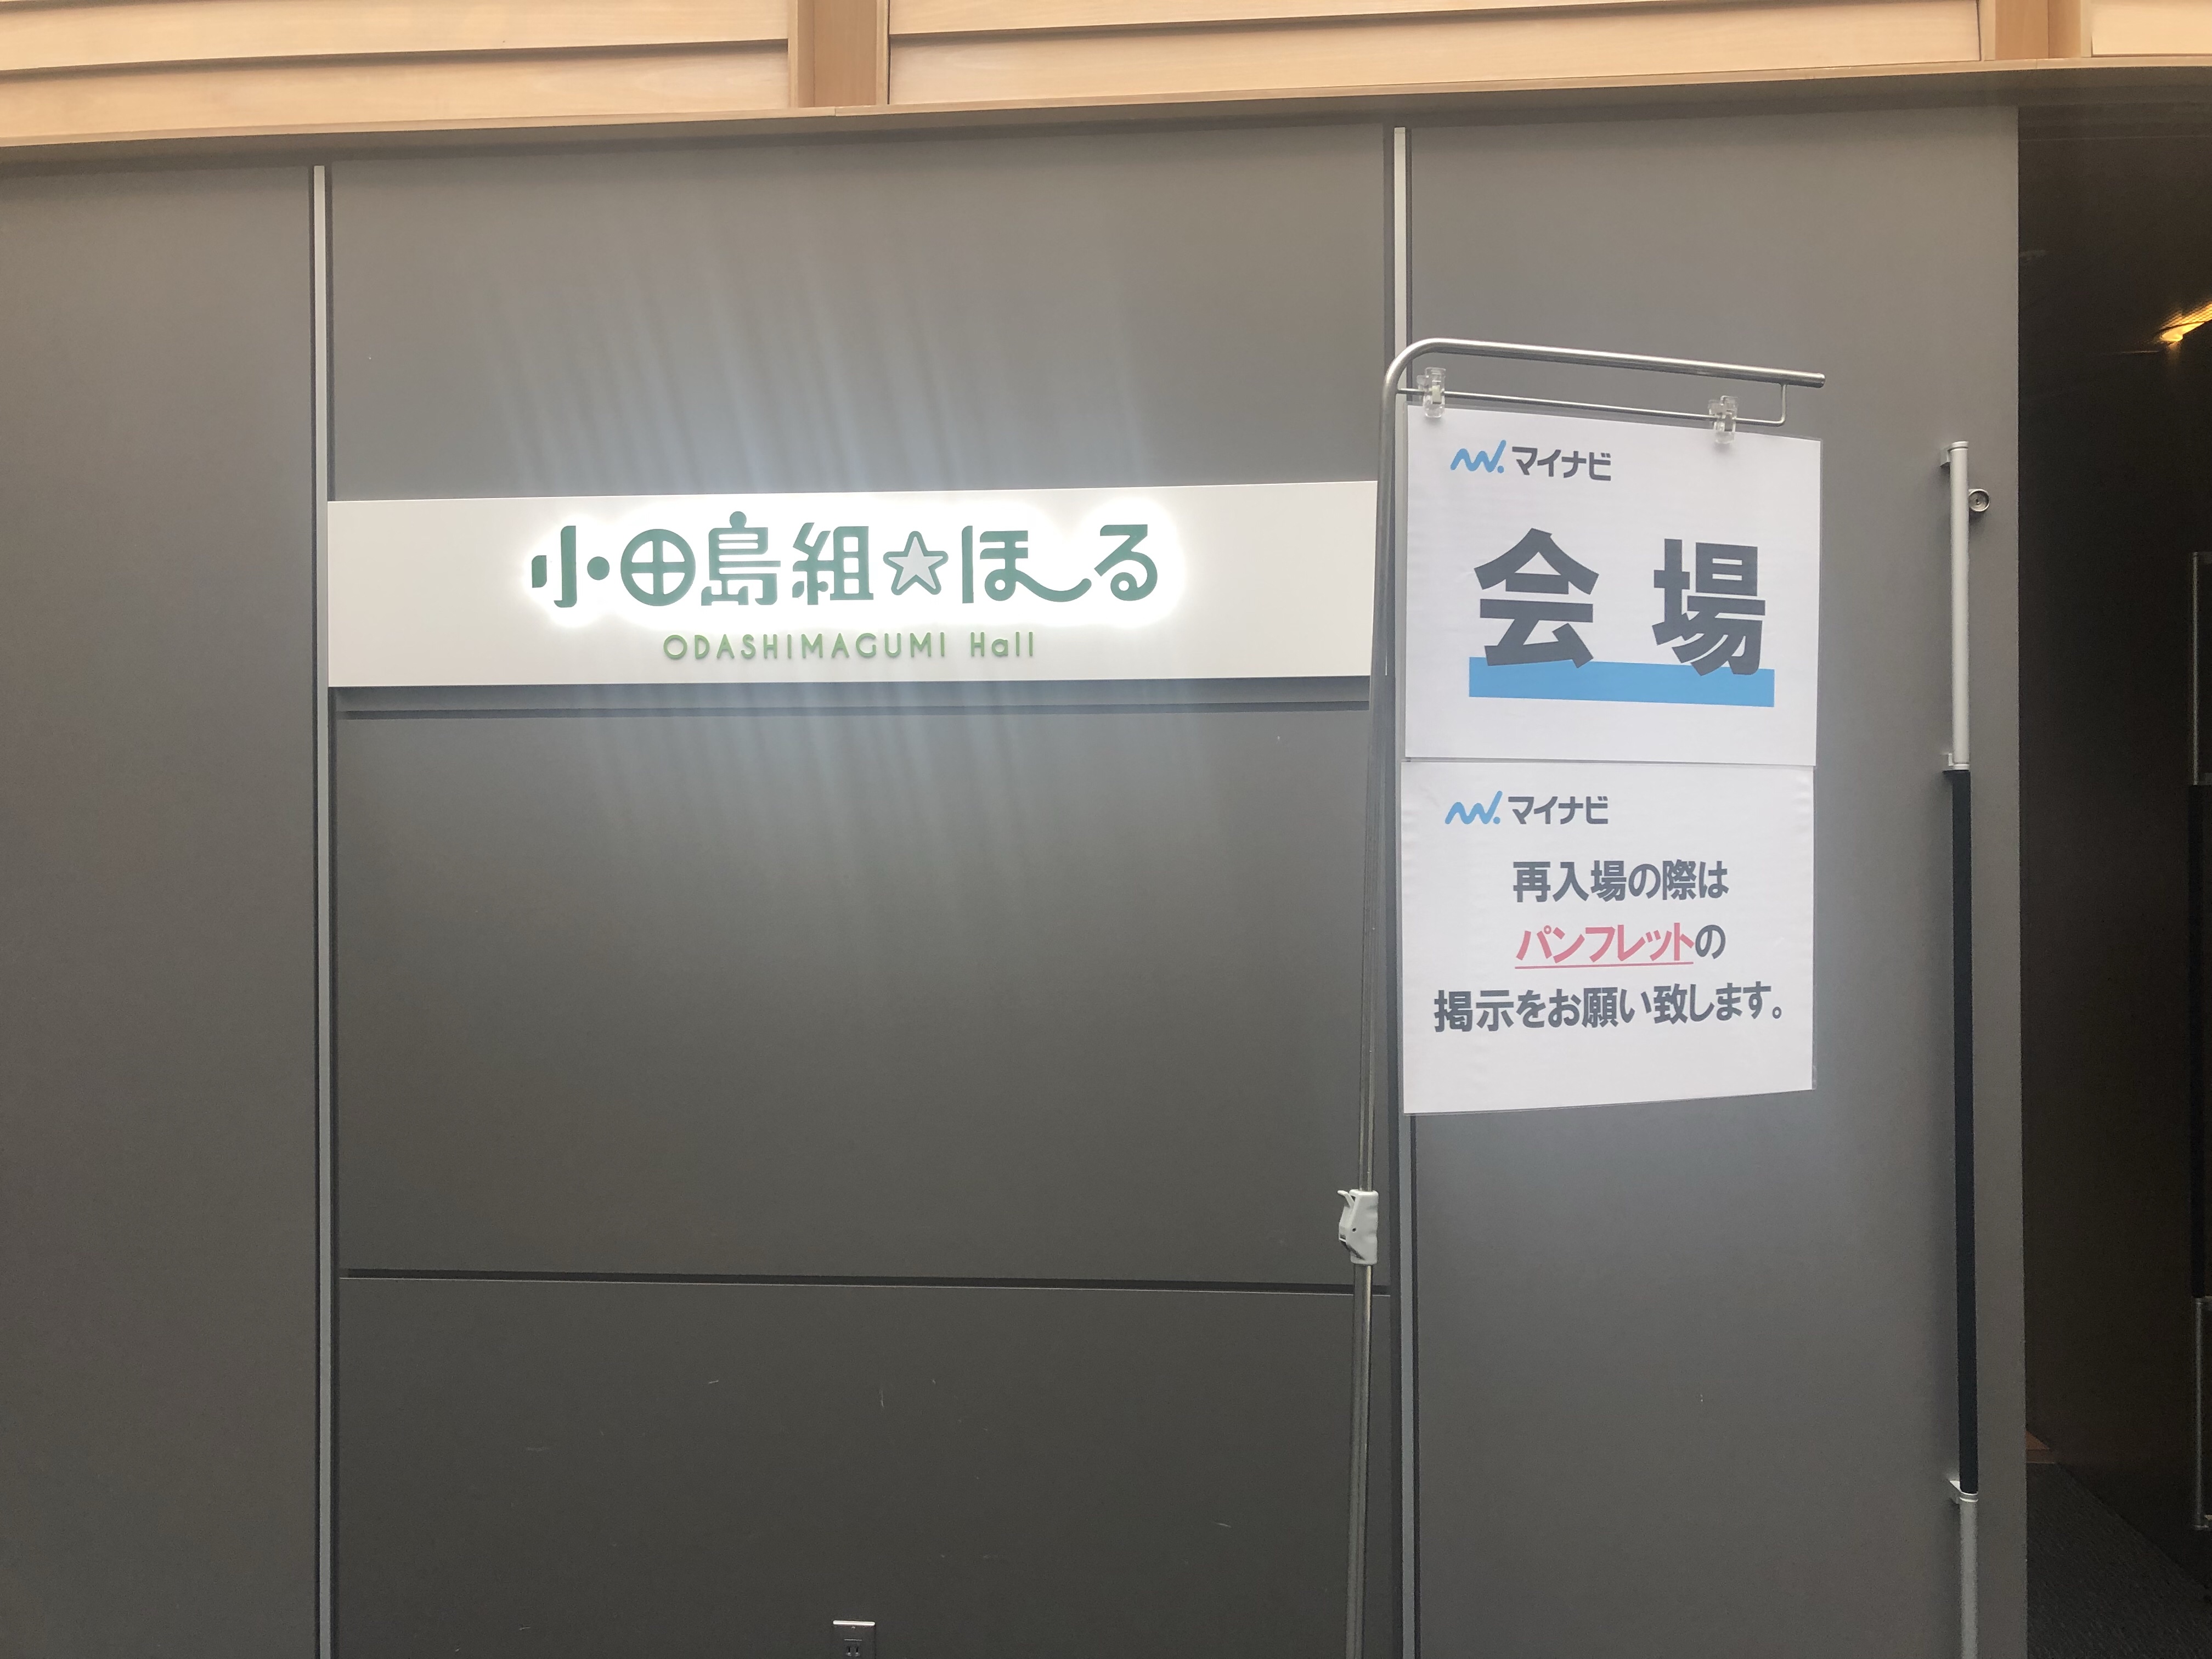 小田島組☆ほーる
ODASHIMAGUMI Hall
マイナビ
会場
マイナビ
再入場の際は
パンフレットの
掲示をお願い致します。